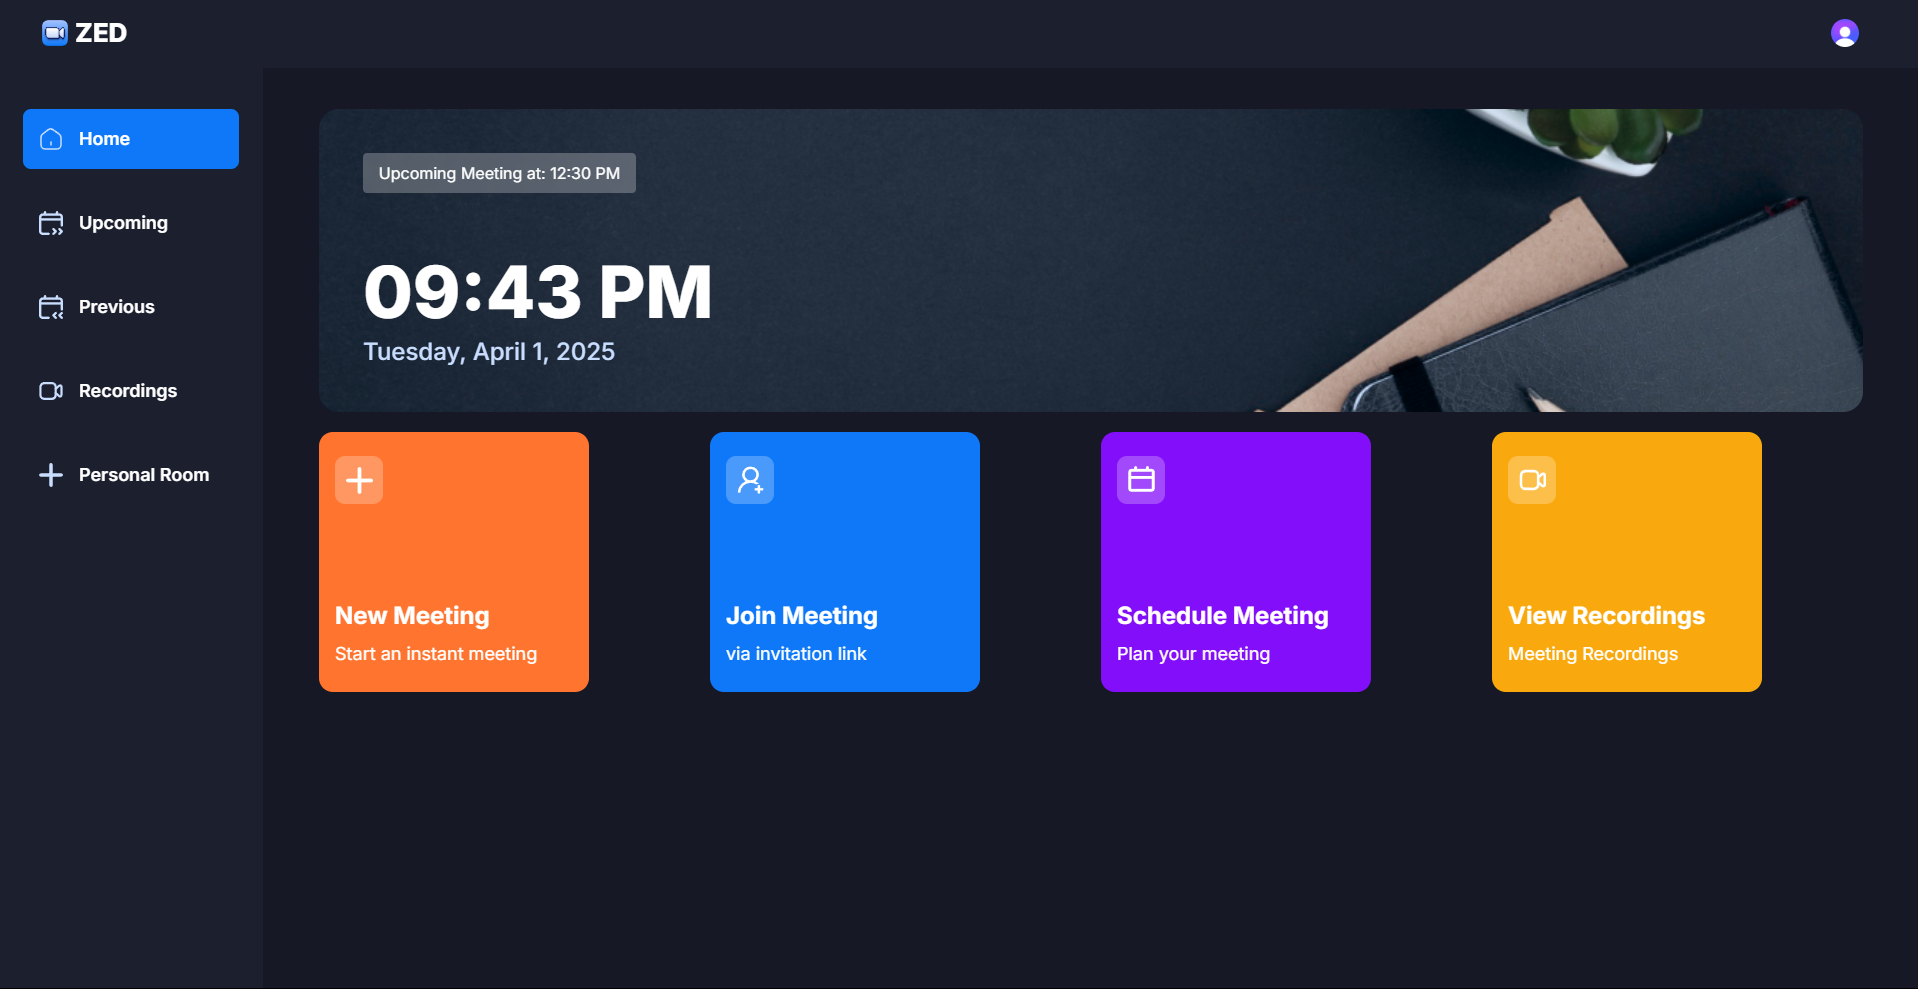 ZED
Home
Upcoming
Previous
Recordings
Personal Room
Upcoming Meeting at: 12:30 PM
09:43 PM
Tuesday, April 1, 2025
New Meeting
Start an instant meeting
Join Meeting
via invitation link
Schedule Meeting
Plan your meeting
View Recordings
Meeting Recordings